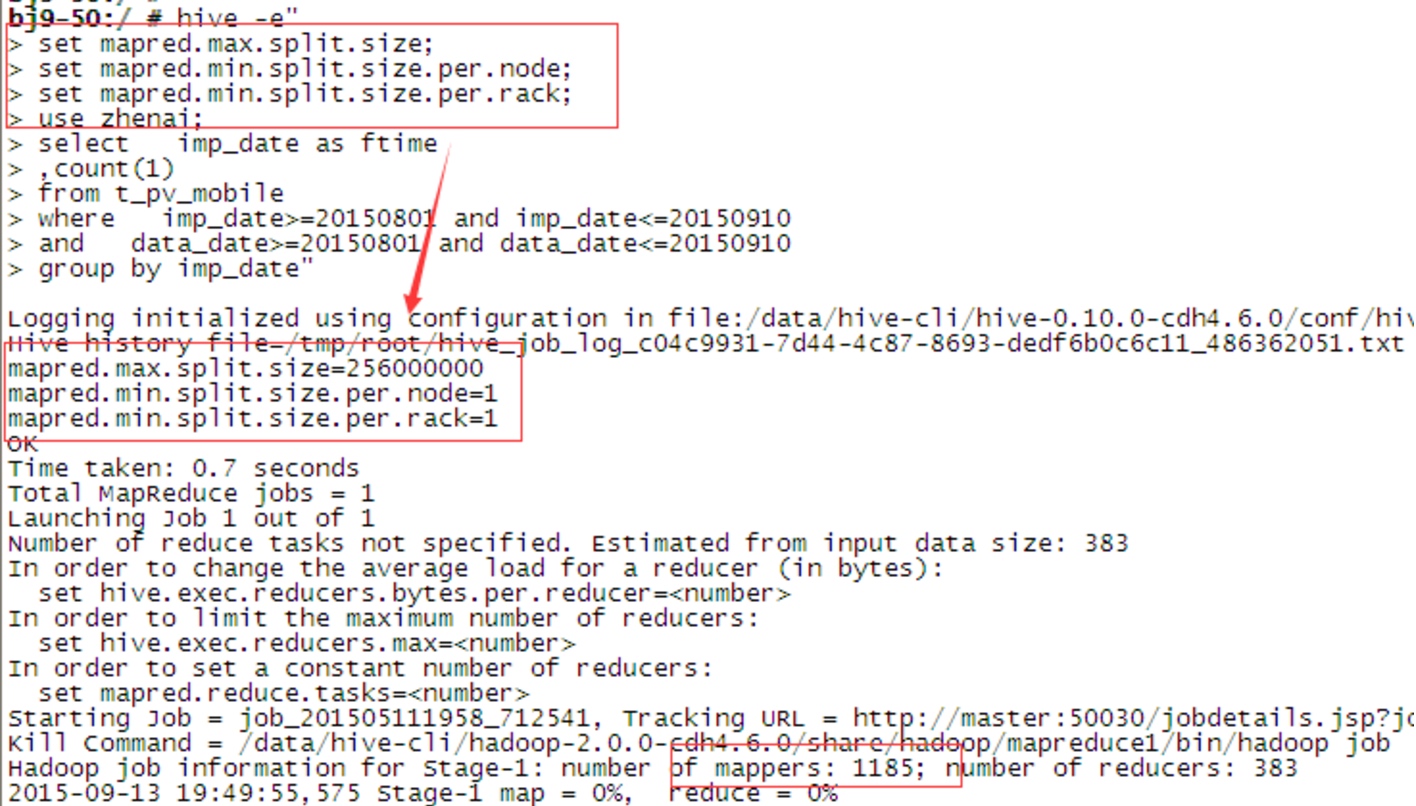 bj9-50:/ # hive -e"
> set mapred.max.split.size;
> set mapred.min.split.size.per.node;
> set mapred.min.split.size.per.rack;
> use zhenai;
> select   imp_date as ftime
> ,count(1)
> from t_pv_mobile
> where   imp_date>=20150801 and imp_date<=20150910
> and   data_date>=20150801 and data_date<=20150910
> group by imp_date"
Logging initialized using configuration in file:/data/hive-cli/hive-0.10.0-cdh4.6.0/conf/hiv
Hive history file=/tmp/root/hive_job_log_c04c9931-7d44-4c87-8693-dedf6b0c6c11_486362051.txt
mapred.max.split.size=256000000
mapred.min.split.size.per.node=1
mapred.min.split.size.per.rack=1
OK
Time taken: 0.7 seconds
Total MapReduce jobs = 1
Launching Job 1 out of 1
Number of reduce tasks not specified. Estimated from input data size: 383
In order to change the average load for a reducer (in bytes):
  set hive.exec.reducers.bytes.per.reducer=<number>
In order to limit the maximum number of reducers:
  set hive.exec.reducers.max=<number>
In order to set a constant number of reducers:
  set mapred.reduce.tasks=<number>
Starting Job = job_201505111958_712541, Tracking URL = http://master:50030/jobdetails.jsp?jo
Kill Command = /data/hive-cli/hadoop-2.0.0-cdh4.6.0/share/hadoop/mapreduce1/bin/hadoop job
Hadoop job information for Stage-1: number of mappers: 1185; number of reducers: 383
2015-09-13 19:49:55,575 Stage-1 map = 0%,  reduce = 0%